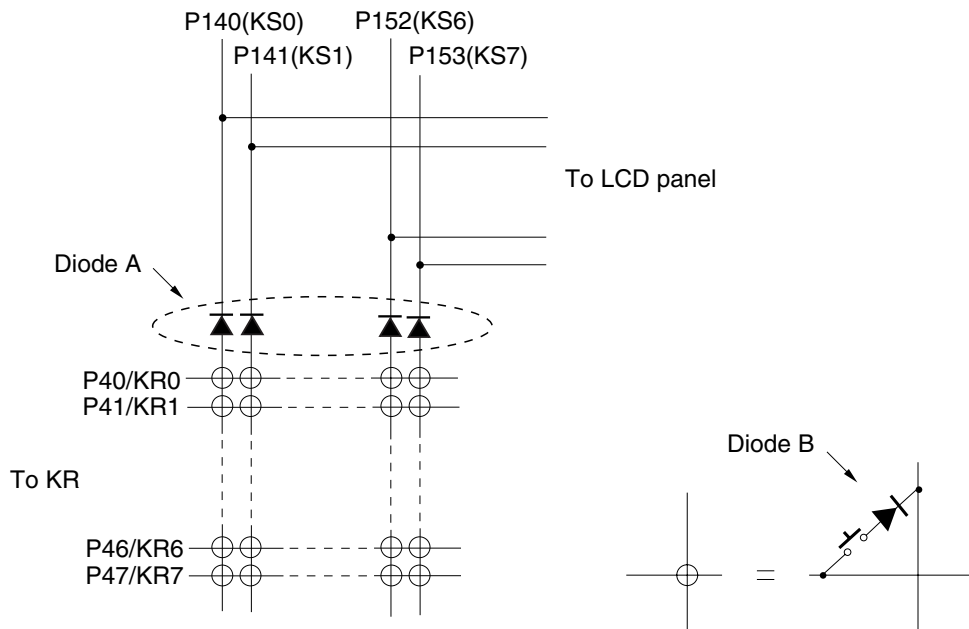 P140(KS0)
P152(KS6)
P141(KS1)
P153(KS7)
To LCD panel
Diode A
P40/KR0
P41/KR1
Diode B
To KR
P46/KR6
P47/KR7
=